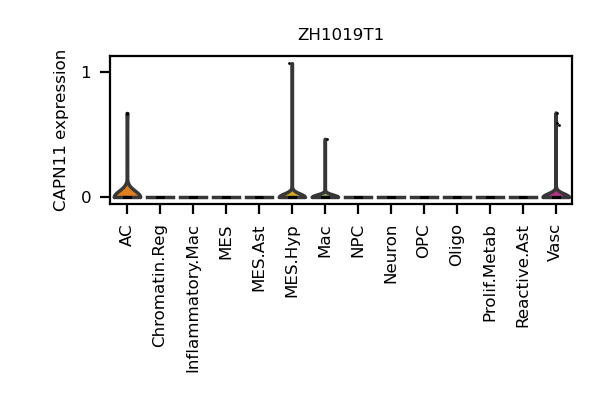 ZH1019T1
CAPN11 expression
1
0
AC
Chromatin.Reg
Inflammatory.Mac
MES
MES.Ast
MES.Hyp
Mac
NPC
Neuron
OPC
Oligo
Prolif.Metab
Reactive.Ast
Vasc